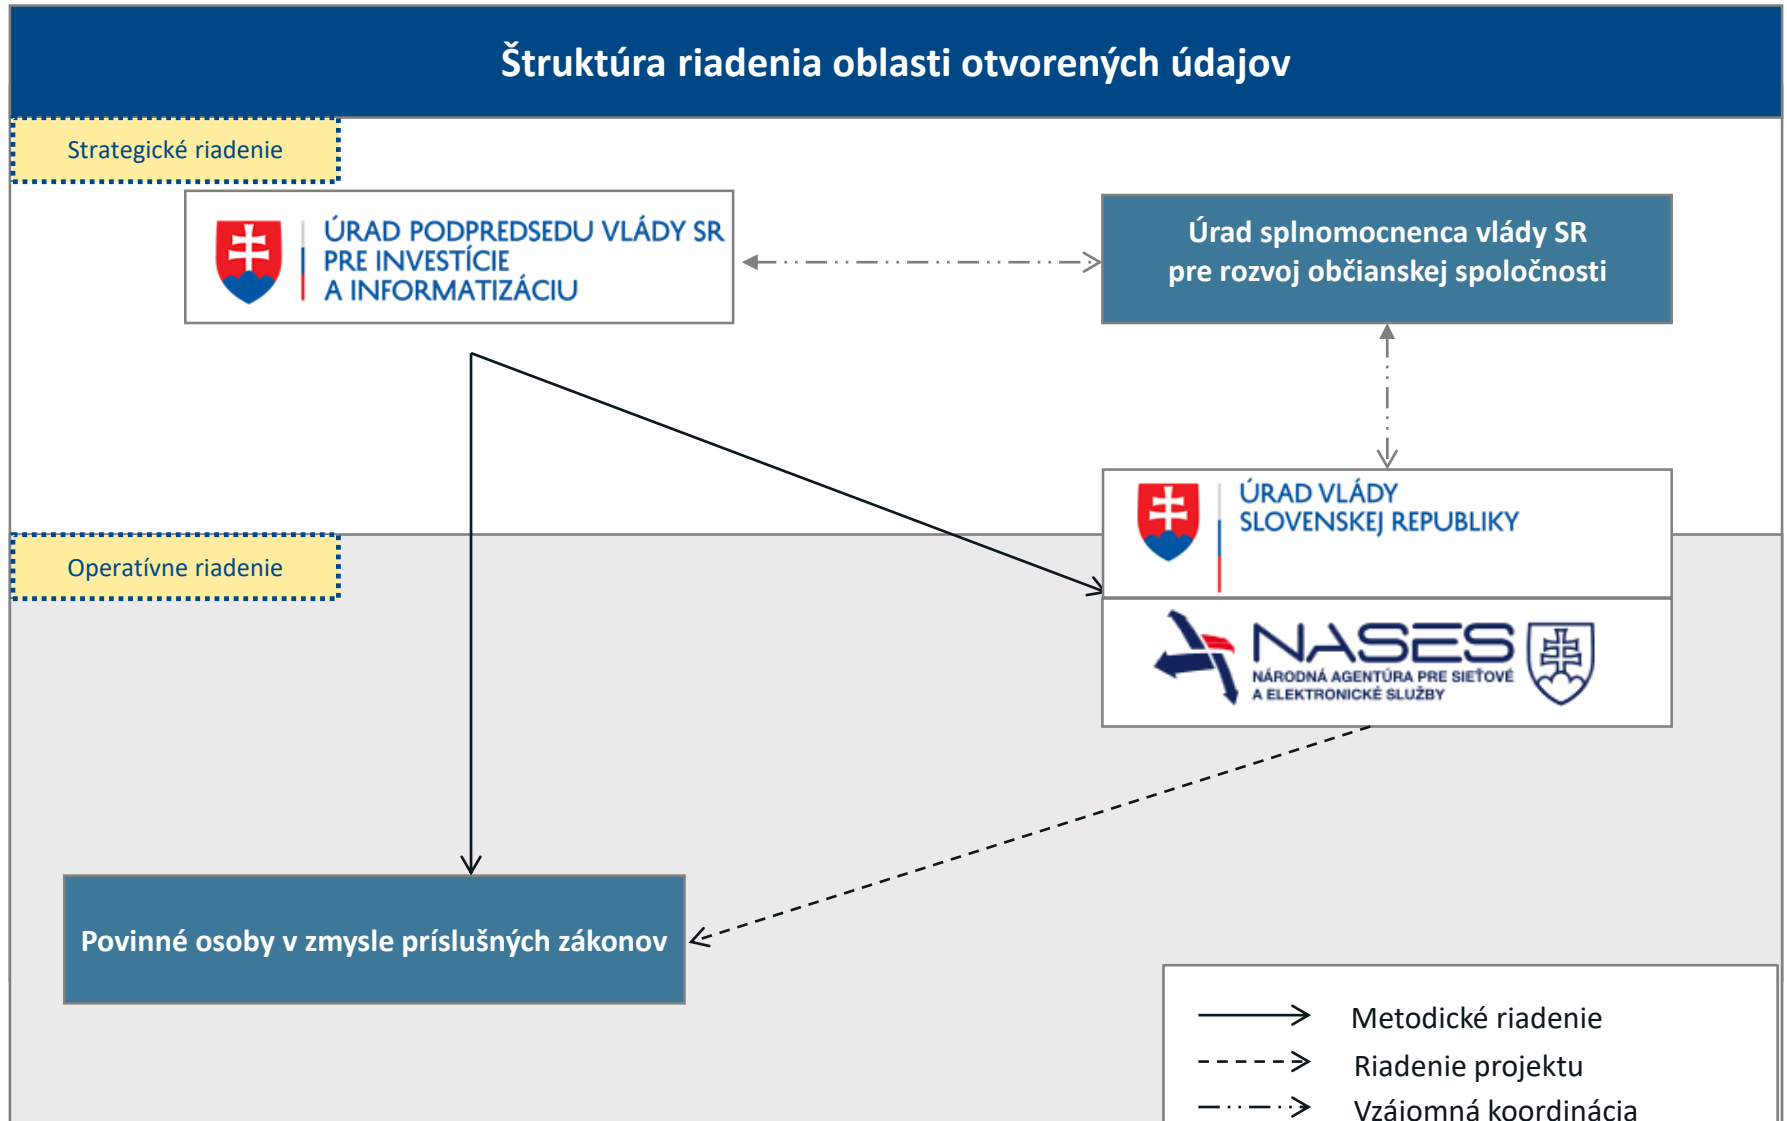 Štruktúra riadenia oblasti otvorených údajov
Strategické riadenie
ÚRAD PODPREDSEDU VLÁDY SR
PRE INVESTÍCIE
A INFORMATIZÁCIU
Úrad splnomocnenca vlády SR
pre rozvoj občianskej spoločnosti
ÚRAD VLÁDY
SLOVENSKEJ REPUBLIKY
Operatívne riadenie
NASES
NÁRODNÁ AGENTÚRA PRE SIEŤOVÉ
A ELEKTRONICKÉ SLUŽBY
Povinné osoby v zmysle príslušných zákonov
Metodické riadenie
Riadenie projektu
Vzájomná koordinácia